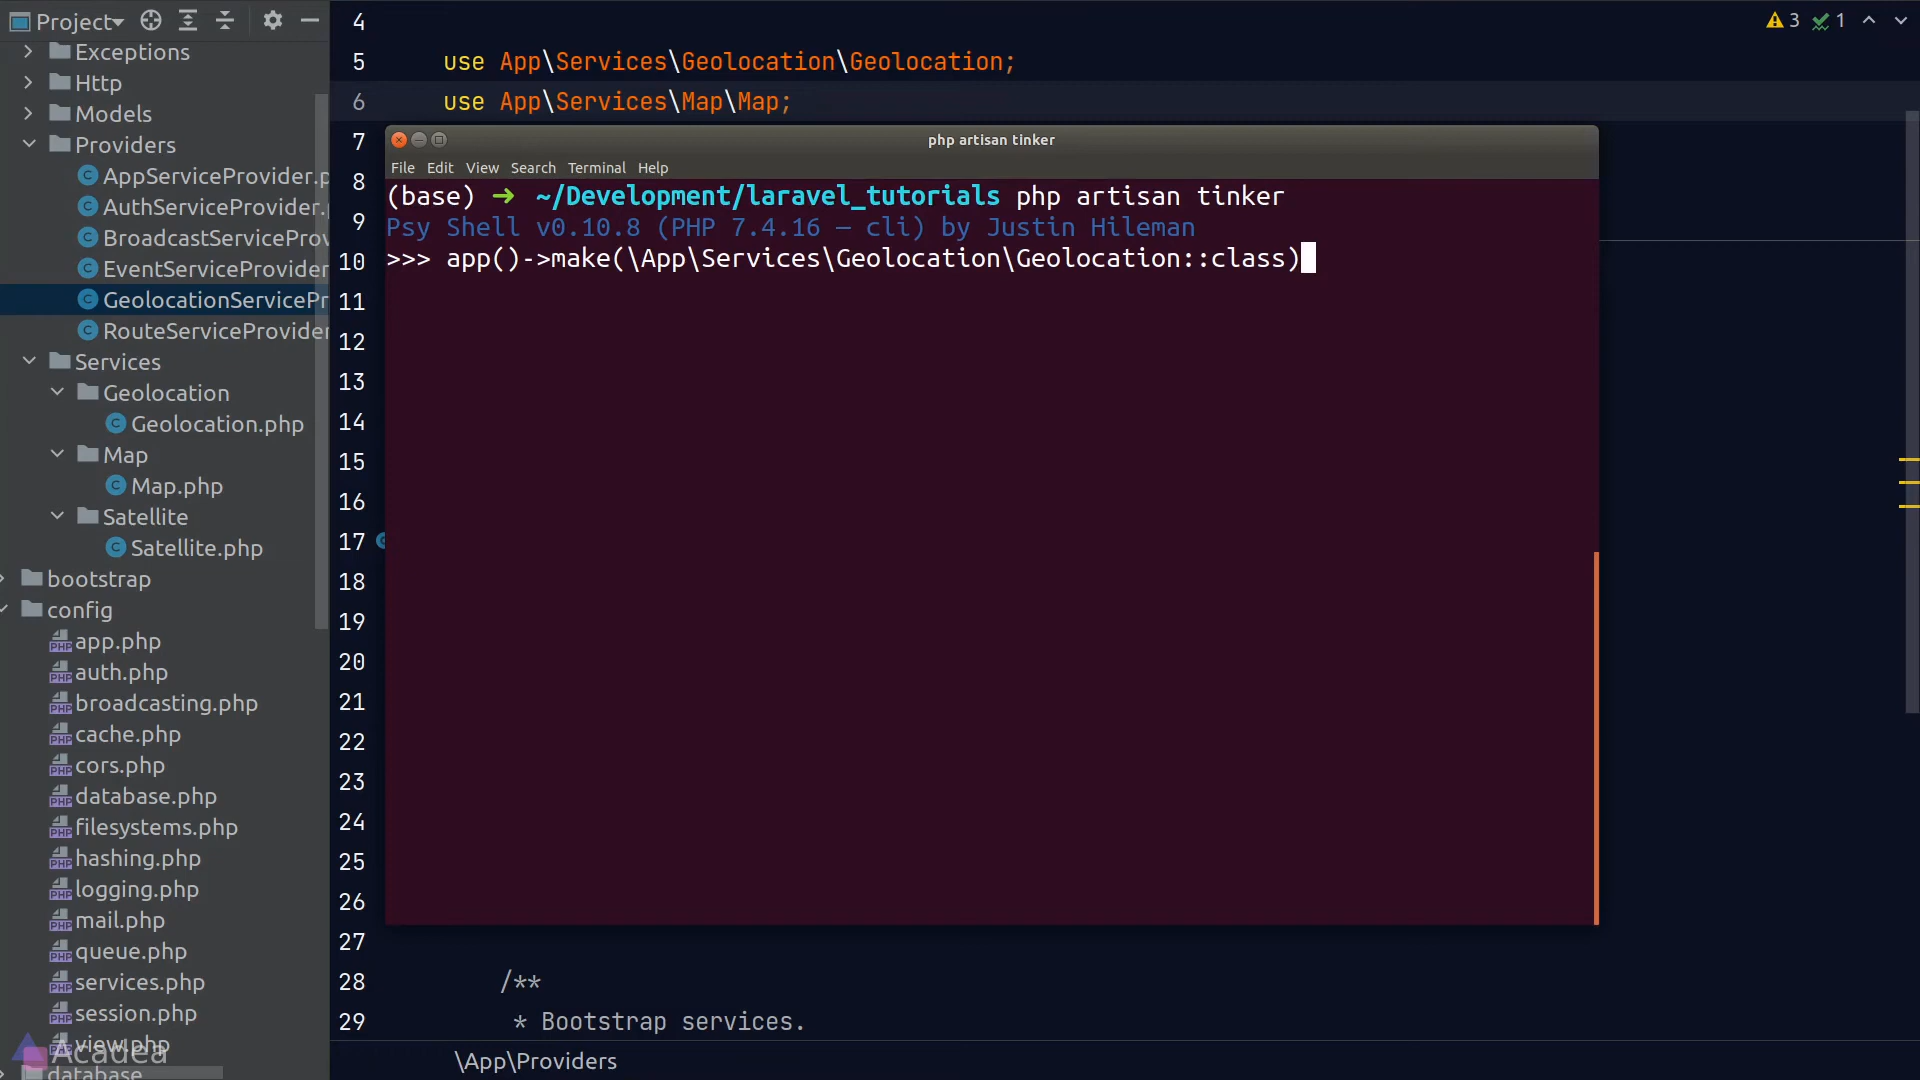 Project
Exceptions
Http
Models
Providers
AppServiceProvider.p
AuthServiceProvider.
BroadcastServiceProv
EventServiceProvider
GeolocationServicePr
RouteServiceProvider
Services
Geolocation
Geolocation.php
Map
Map.php
Satellite
Satellite.php
bootstrap
config
app.php
auth.php
broadcasting.php
cache.php
cors.php
database.php
filesystems.php
hashing.php
logging.php
mail.php
queue.php
services.php
session.php
view.php
Acadea
database
3 1
4
5 use App\Services\Geolocation\Geolocation;
6 use App\Services\Map\Map;
7
8
9
10
11
12
13
14
15
16
17
18
19
20
21
22
23
24
25
26
27
28 /**
29 * Bootstrap services.
\App\Providers
php artisan tinker
File Edit View Search Terminal Help
(base) ➜ ~/Development/laravel_tutorials php artisan tinker
Psy Shell v0.10.8 (PHP 7.4.16 — cli) by Justin Hileman
>>> app()->make(\App\Services\Geolocation\Geolocation::class)